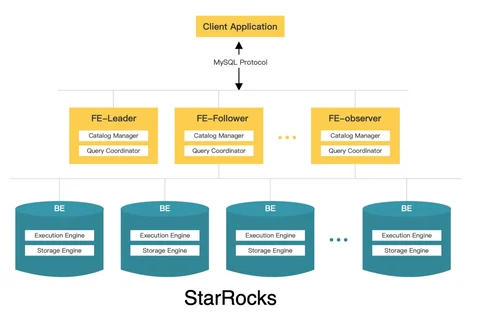 Client Application
MySQL Protocol
FE-Leader
Catalog Manager
Query Coordinator
FE-Follower
Catalog Manager
Query Coordinator
FE-observer
Catalog Manager
Query Coordinator
BE
Execution Engine
Storage Engine
BE
Execution Engine
Storage Engine
BE
Execution Engine
Storage Engine
BE
Execution Engine
Storage Engine
StarRocks